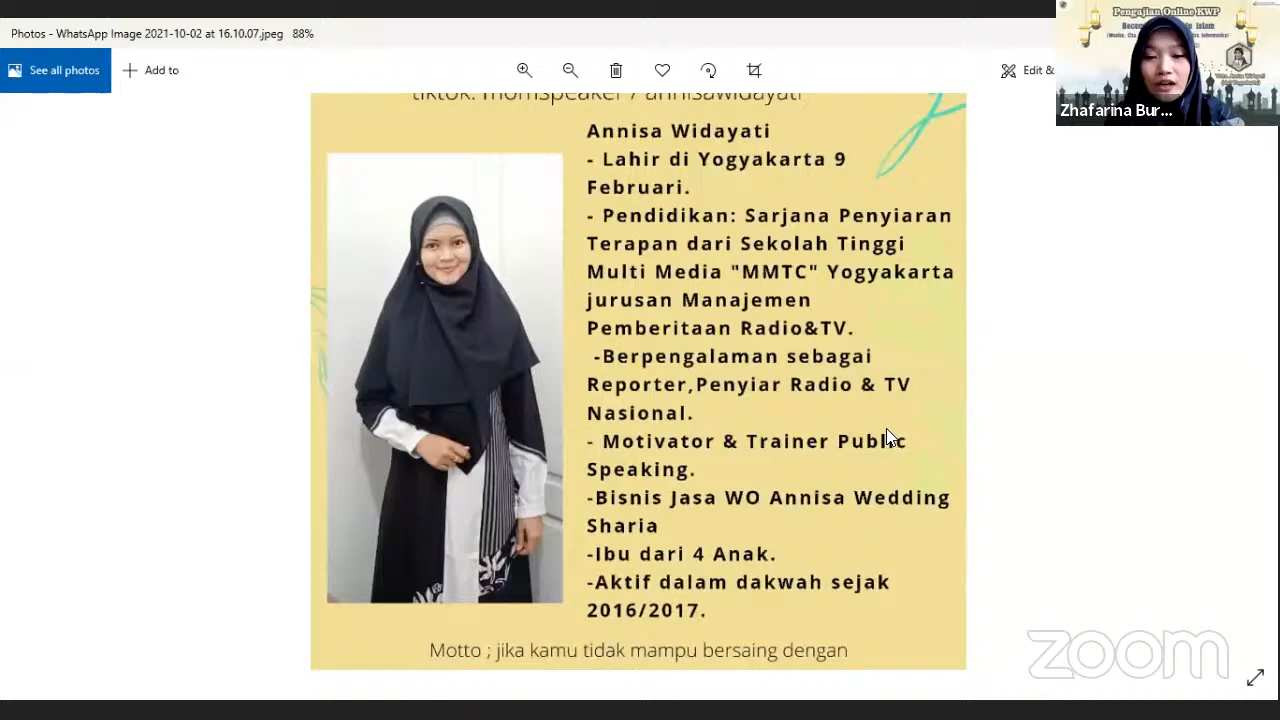 Photos - WhatsApp Image 2021-10-02 at 16.10.07.jpeg 88%
See all photos
Add to
Edit &
Pengajian Online KWP
Zhafarina Bur...
tiktok: momspeaker / annisawidayati
Annisa Widayati
- Lahir di Yogyakarta 9
Februari.
- Pendidikan: Sarjana Penyiaran
Terapan dari Sekolah Tinggi
Multi Media "MMTC" Yogyakarta
jurusan Manajemen
Pemberitaan Radio&TV.
-Berpengalaman sebagai
Reporter,Penyiar Radio & TV
Nasional.
- Motivator & Trainer Public
Speaking.
-Bisnis Jasa WO Annisa Wedding
Sharia
-Ibu dari 4 Anak.
-Aktif dalam dakwah sejak
2016/2017.
Motto ; jika kamu tidak mampu bersaing dengan
zoom